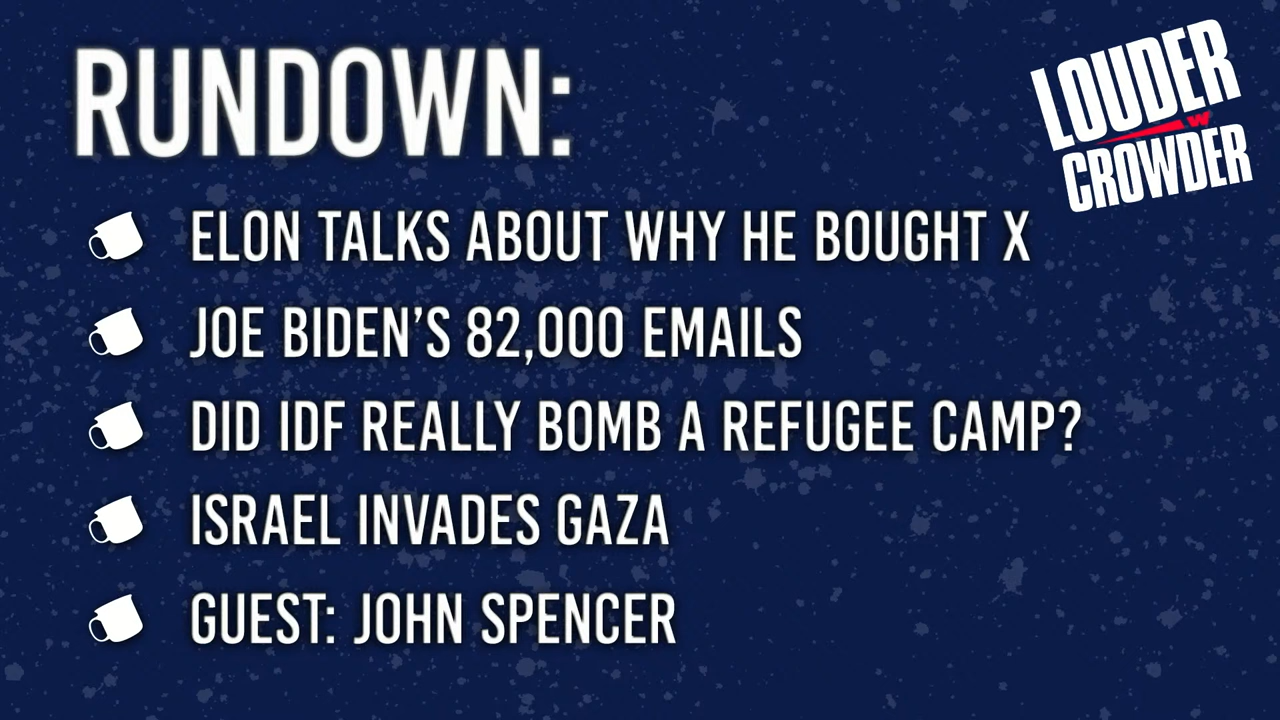 RUNDOWN:
LOUDER
W
CROWDER
ELON TALKS ABOUT WHY HE BOUGHT X
JOE BIDEN'S 82,000 EMAILS
DID IDF REALLY BOMB A REFUGEE CAMP?
ISRAEL INVADES GAZA
GUEST: JOHN SPENCER